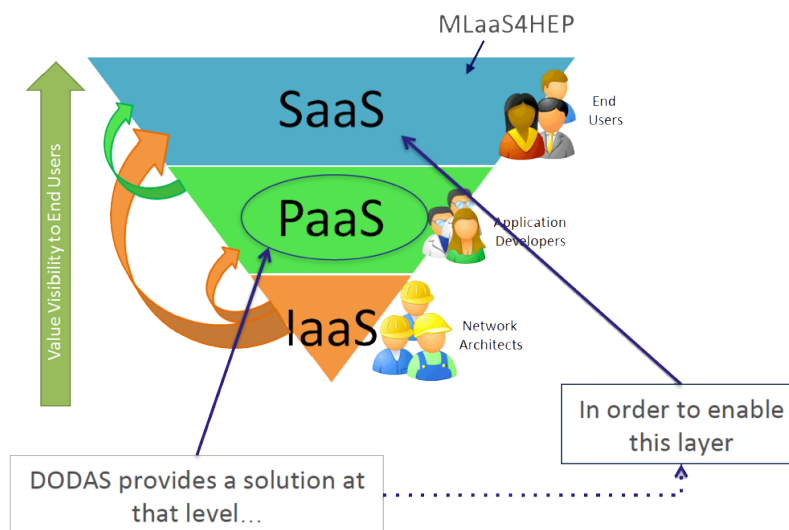 MLaaS4HEP
SaaS
End
Users
Value Visibility to End Users
PaaS
Application
Developers
IaaS
Network
Architects
In order to enable
this layer
DODAS provides a solution at
that level...